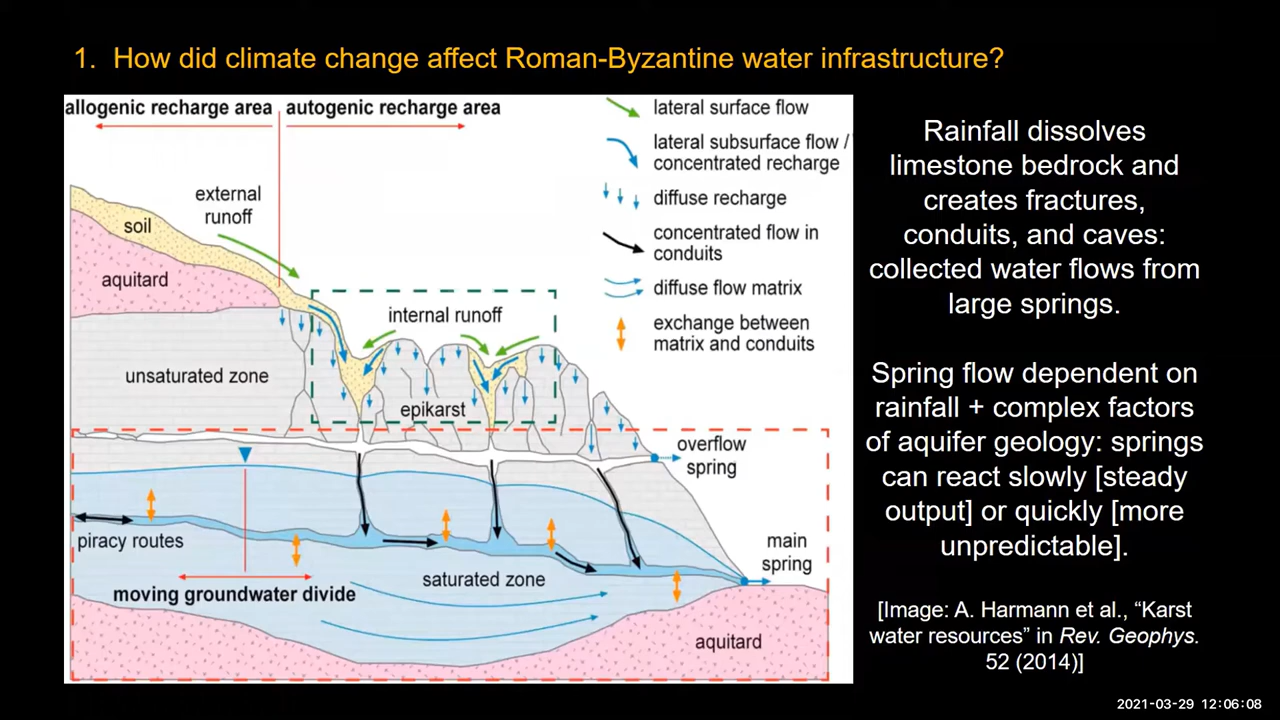 1. How did climate change affect Roman-Byzantine water infrastructure?
allogenic recharge area
autogenic recharge area
external
runoff
soil
aquitard
unsaturated zone
internal runoff
epikarst
overflow
spring
piracy routes
moving groundwater divide
saturated zone
main
spring
aquitard
lateral surface flow
lateral subsurface flow /
concentrated recharge
diffuse recharge
concentrated flow in
conduits
diffuse flow matrix
exchange between
matrix and conduits
Rainfall dissolves
limestone bedrock and
creates fractures,
conduits, and caves:
collected water flows from
large springs.
Spring flow dependent on
rainfall + complex factors
of aquifer geology: springs
can react slowly [steady
output] or quickly [more
unpredictable].
[Image: A. Harmann et al., “Karst
water resources” in Rev. Geophys.
52 (2014)]
2021-03-29 12:06:08